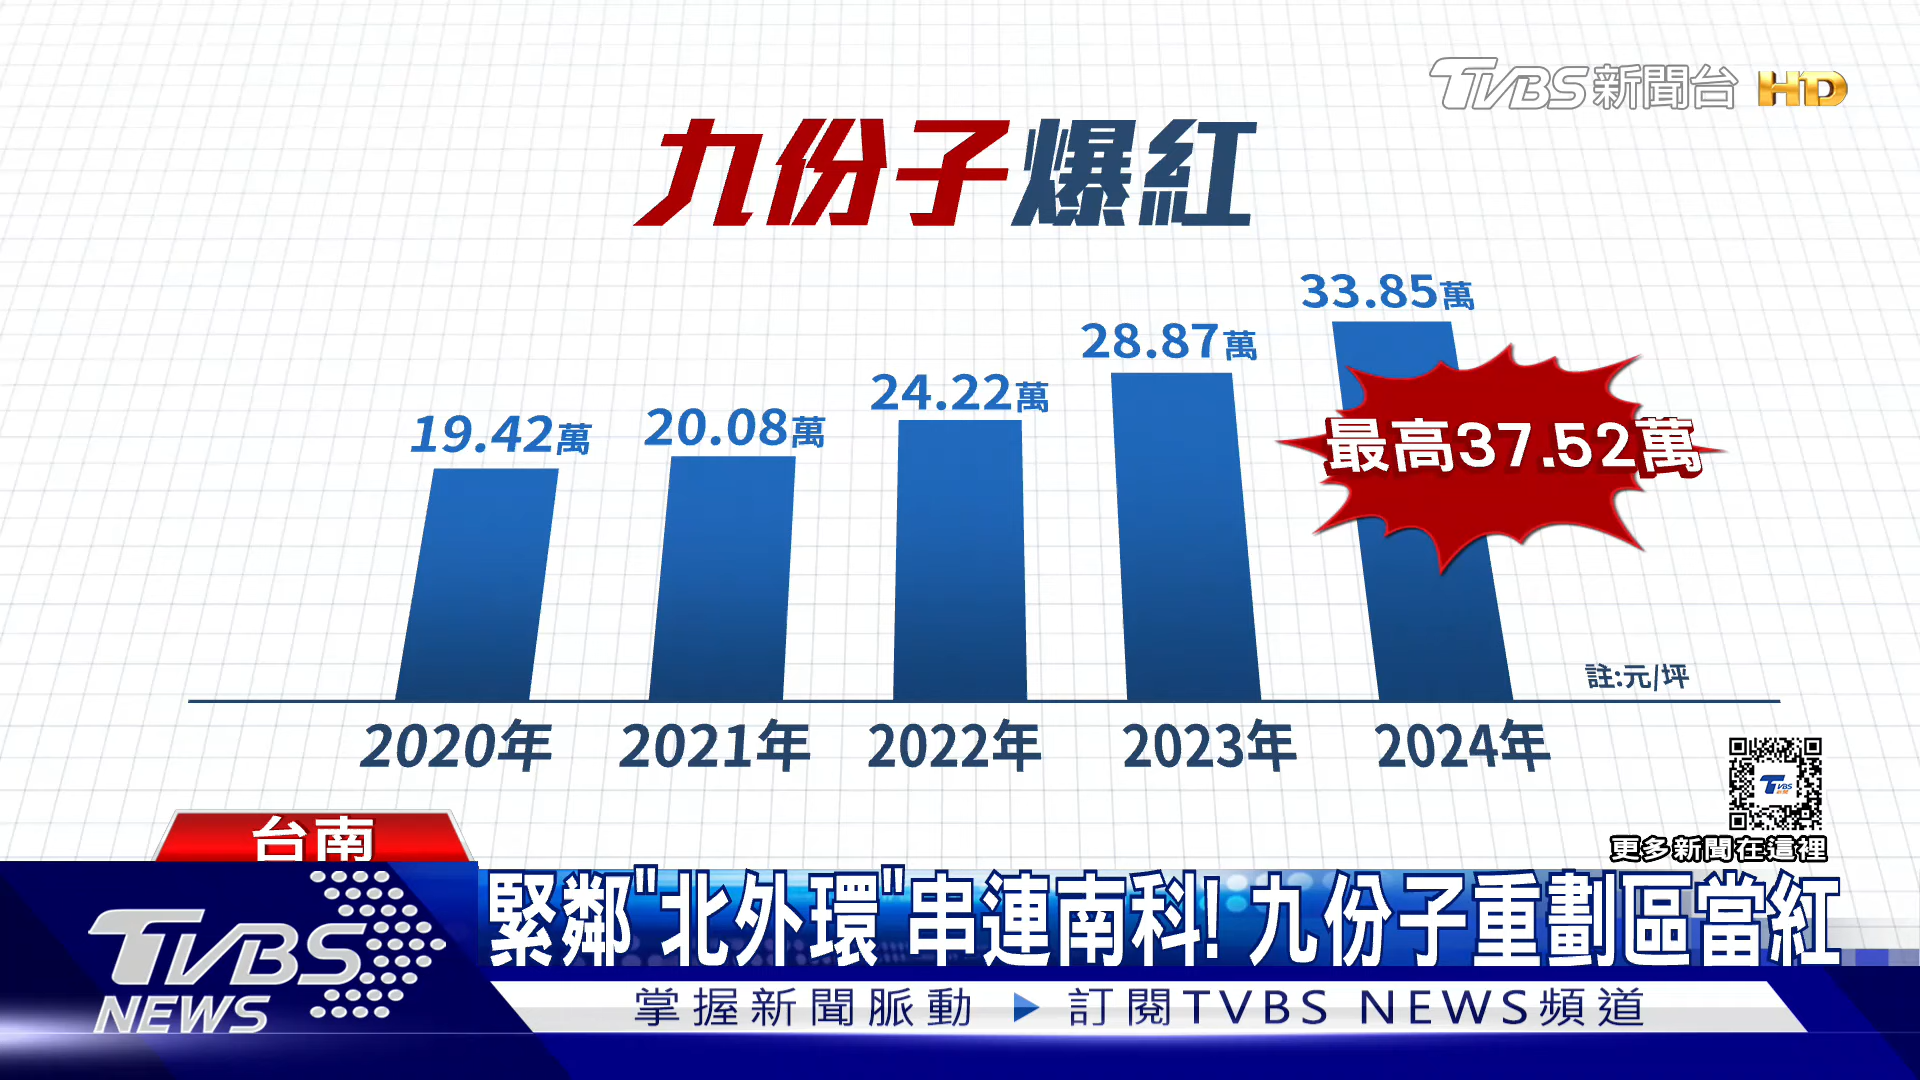 TVBS新聞台 HD
九份子爆紅
19.42萬
20.08萬
24.22萬
28.87萬
33.85萬
最高37.52萬
註:元/坪
2020年
2021年
2022年
2023年
2024年
TVBS
新聞
更多新聞在這裡
台南
緊鄰"北外環"串連南科! 九份子重劃區當紅
TVBS
NEWS
掌握新聞脈動 ▶ 訂閱TVBS NEWS頻道